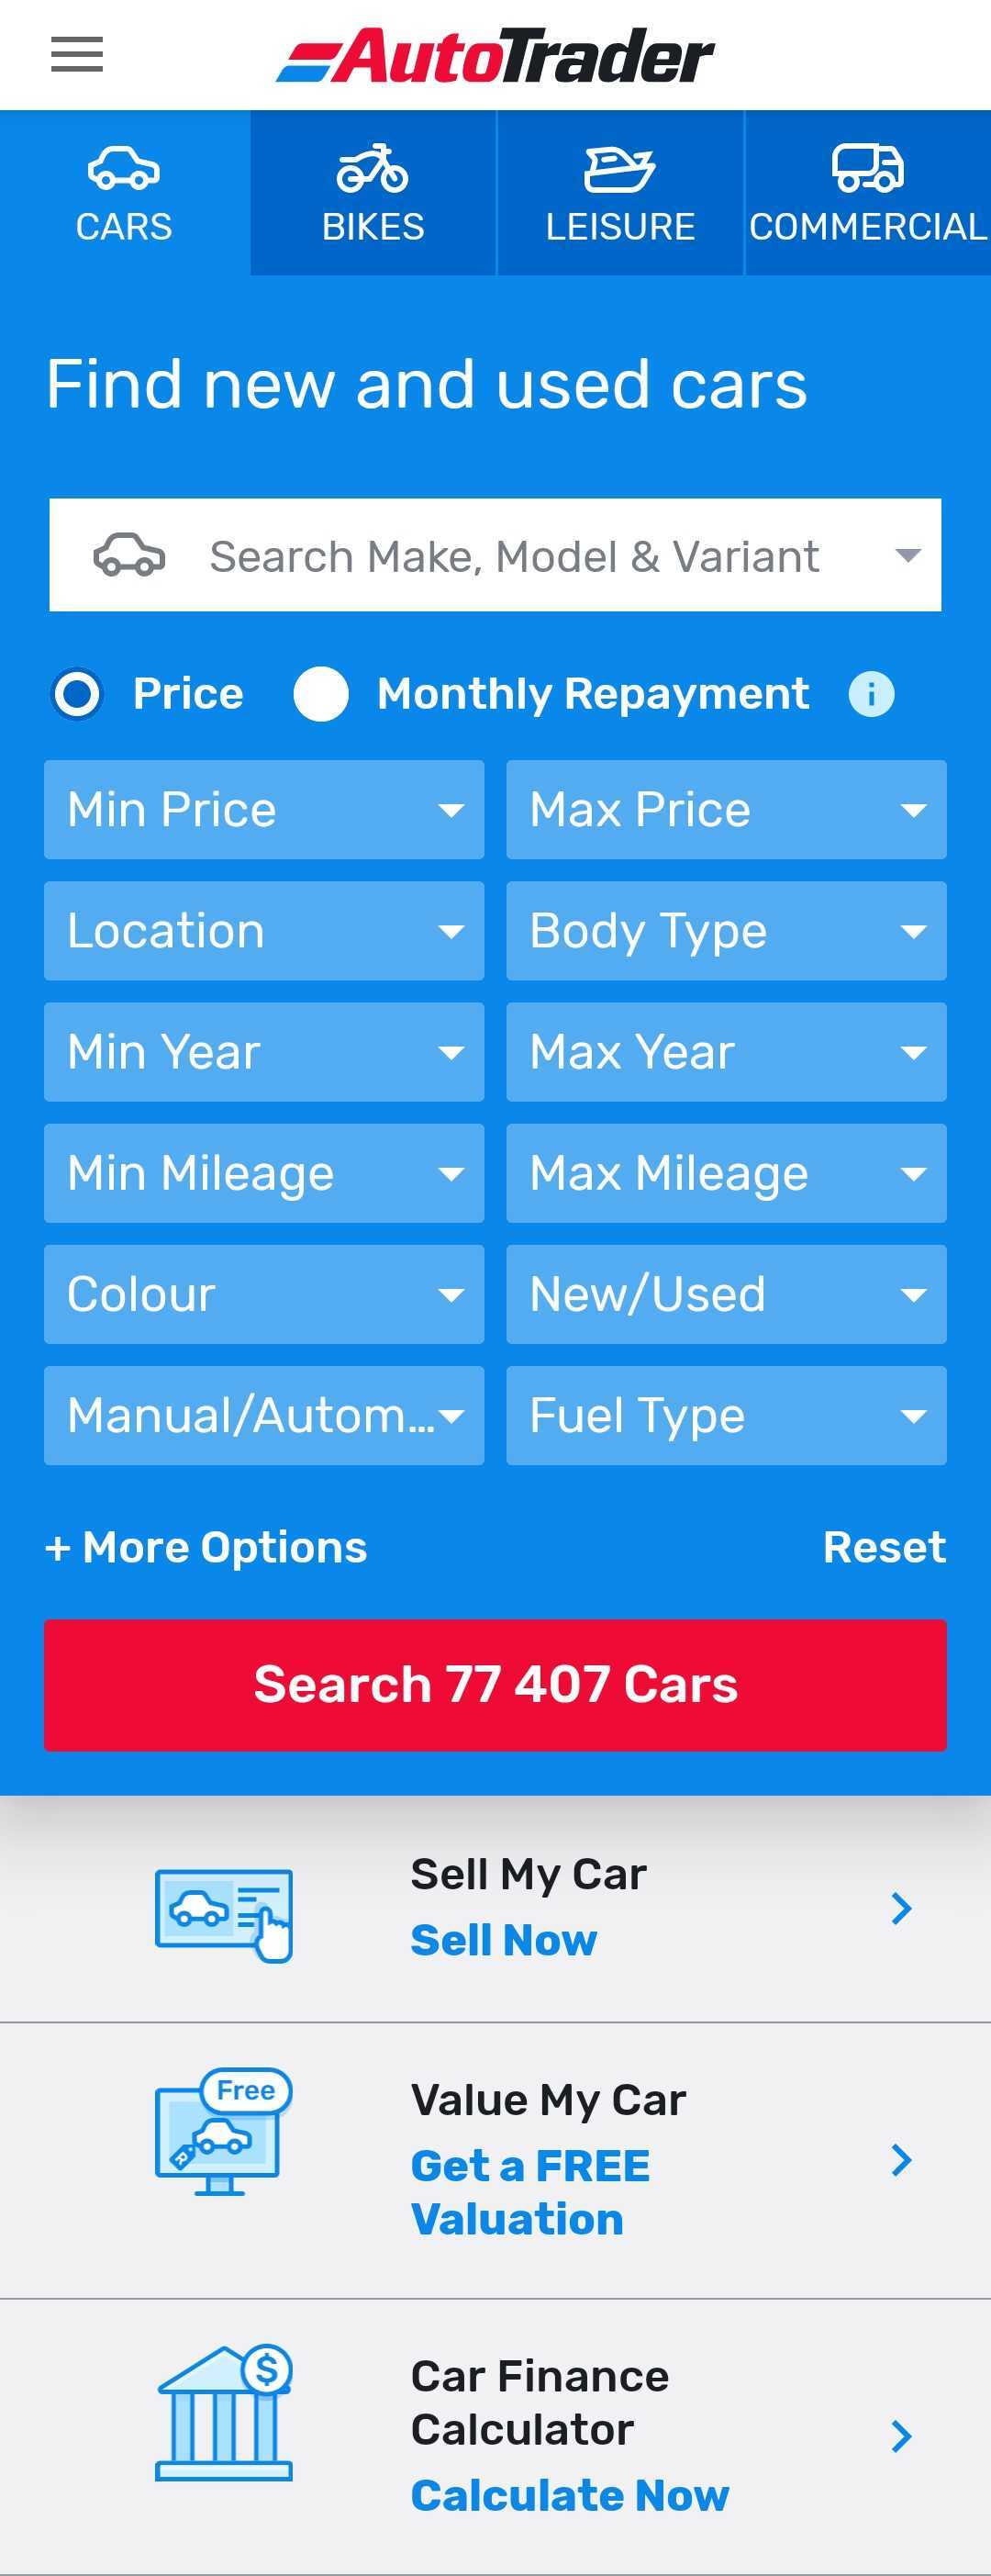 AutoTrader
CARS
BIKES
LEISURE
COMMERCIAL
Find new and used cars
Search Make, Model & Variant
Price
Monthly Repayment
i
Min Price
Max Price
Location
Body Type
Min Year
Max Year
Min Mileage
Max Mileage
Colour
New/Used
Manual/Autom...
Fuel Type
+ More Options
Reset
Search 77 407 Cars
Sell My Car
Sell Now
Free
R
Value My Car
Get a FREE
Valuation
$
Car Finance
Calculator
Calculate Now